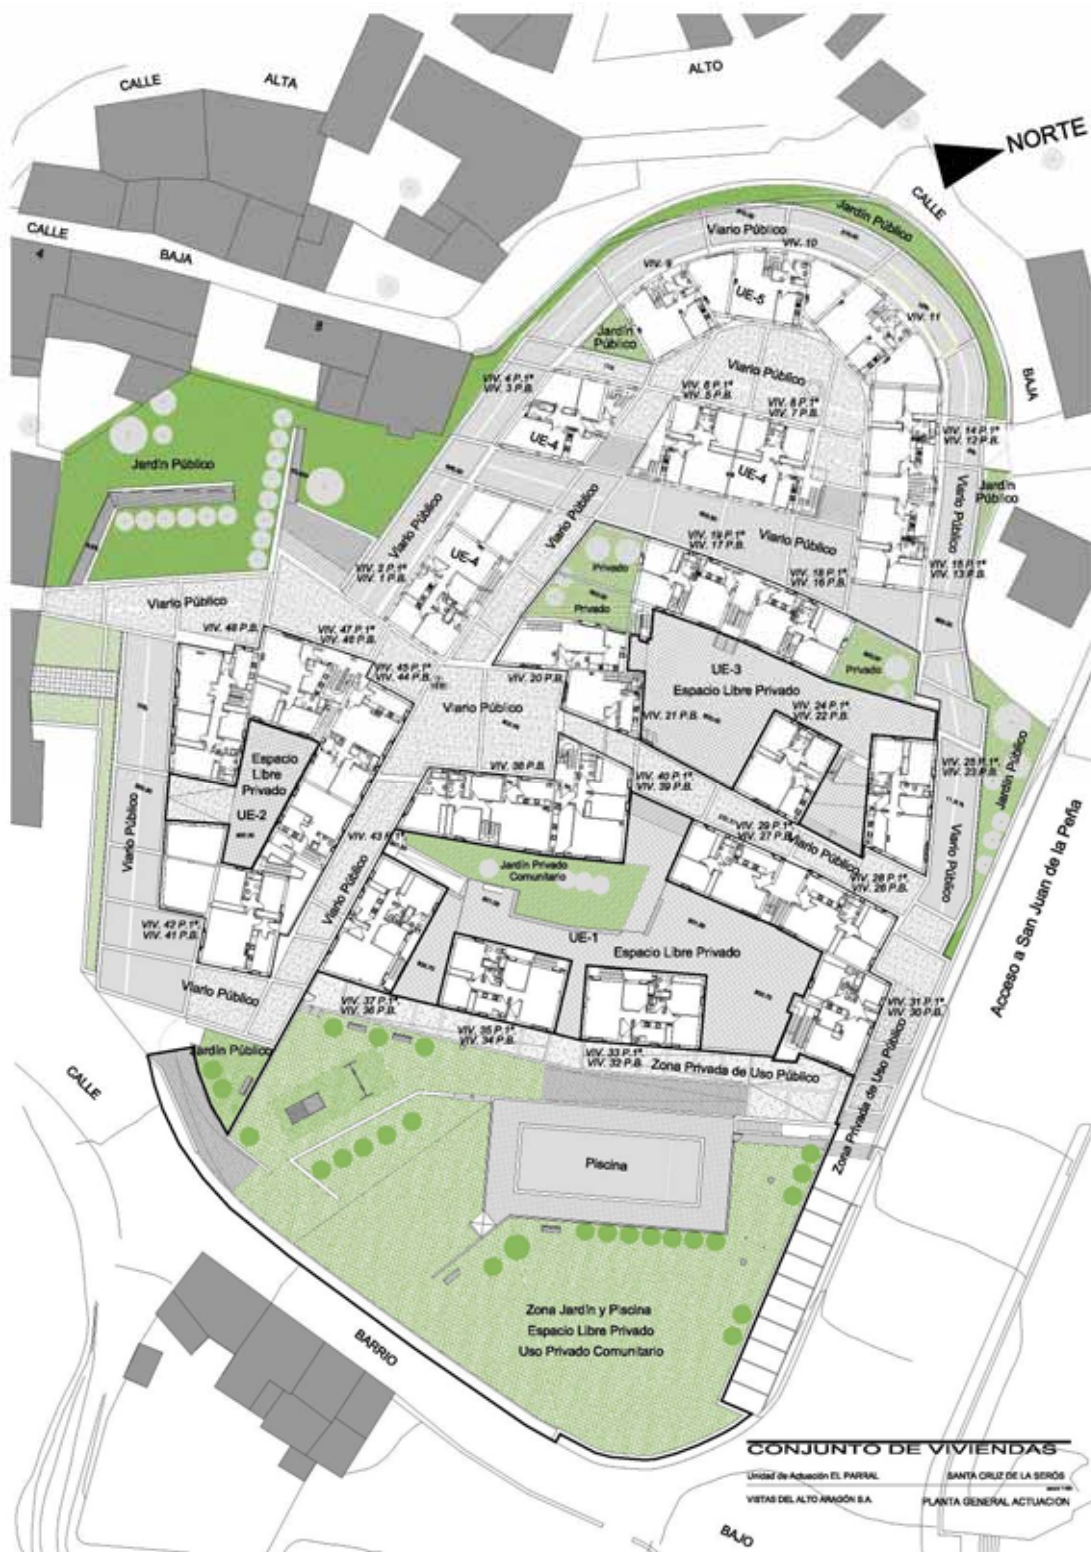 CALLE
ALTA
ALTO
NORTE
CALLE
BAJA
4
8
CALLE
BAJA
Jardín Público
Viario Público
VIV. 10
VIV. 9
UE-5
VIV. 11
Jardín
Público
Viario Público
VIV. 4 P.1ª
VIV. 3 P.B.
VIV. 6 P.1ª
VIV. 5 P.B.
VIV. 8 P.1ª
VIV. 7 P.B.
UE-4
UE-4
VIV. 14 P.1ª
VIV. 12 P.B.
Jardín Público
Jardín
Público
Viario Público
Viario Público
Viario Público
UE-4
VIV. 2 P.1ª
VIV. 1 P.B.
VIV. 19 P.1ª
VIV. 17 P.B.
Viario Público
VIV. 18 P.1ª
VIV. 16 P.B.
VIV. 15 P.1ª
VIV. 13 P.B.
Privado
Privado
Viario Público
VIV. 48 P.B.
VIV. 47 P.1ª
VIV. 46 P.B.
VIV. 45 P.1ª
VIV. 44 P.B.
VIV. 20 P.B.
UE-3
Espacio Libre Privado
Privado
Viario Público
VIV. 21 P.B.
VIV. 24 P.1ª
VIV. 22 P.B.
Espacio
Libre
Privado
UE-2
VIV. 38 P.B.
VIV. 40 P.1ª
VIV. 39 P.B.
VIV. 25 P.1ª
VIV. 23 P.B.
Jardín Público
Viario Público
VIV. 43 P.1ª
VIV. 29 P.1ª
VIV. 27 P.B.
Viario Público
Viario Público
Jardín Privado
Comunitario
VIV. 28 P.1ª
VIV. 26 P.B.
Viario Público
Acceso a San Juan de la Peña
VIV. 42 P.1ª
VIV. 41 P.B.
UE-1
Espacio Libre Privado
Viario Público
VIV. 37 P.1ª
VIV. 36 P.B.
VIV. 35 P.1ª
VIV. 34 P.B.
VIV. 33 P.1ª
VIV. 32 P.B.
VIV. 31 P.1ª
VIV. 30 P.B.
Jardín Público
Zona Privada de Uso Público
Zona Privada de Uso Público
CALLE
Piscina
Zona Jardín y Piscina
Espacio Libre Privado
Uso Privado Comunitario
BARRIO
BAJO
CONJUNTO DE VIVIENDAS
Unidad de Actuación EL PARRAL SANTA CRUZ DE LA SERÓS
VISTAS DEL ALTO ARAGÓN S.A. PLANTA GENERAL ACTUACION